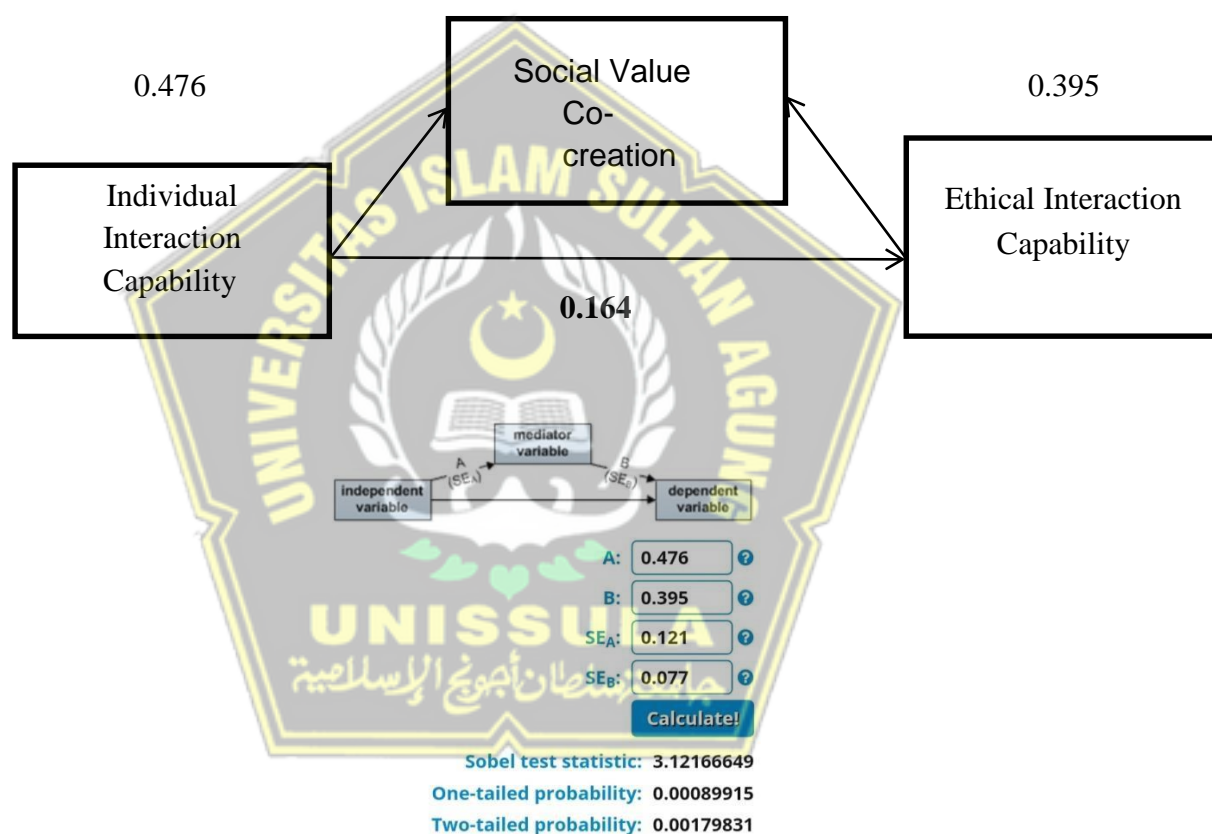 Social Value
Co-
creation
0.476
0.395
Individual
Interaction
Capability
Ethical Interaction
Capability
0.164
UNIVERSITAS ISLAM SULTAN AGUNG
mediator
variable
A
(SEA)
B
(SEB)
independent
variable
dependent
variable
A: 0.476
B: 0.395
SEA: 0.121
SEB: 0.077
Calculate!
UNISSULA
جامعة سلطان أجونج الإسلامية
Sobel test statistic: 3.12166649
One-tailed probability: 0.00089915
Two-tailed probability: 0.00179831